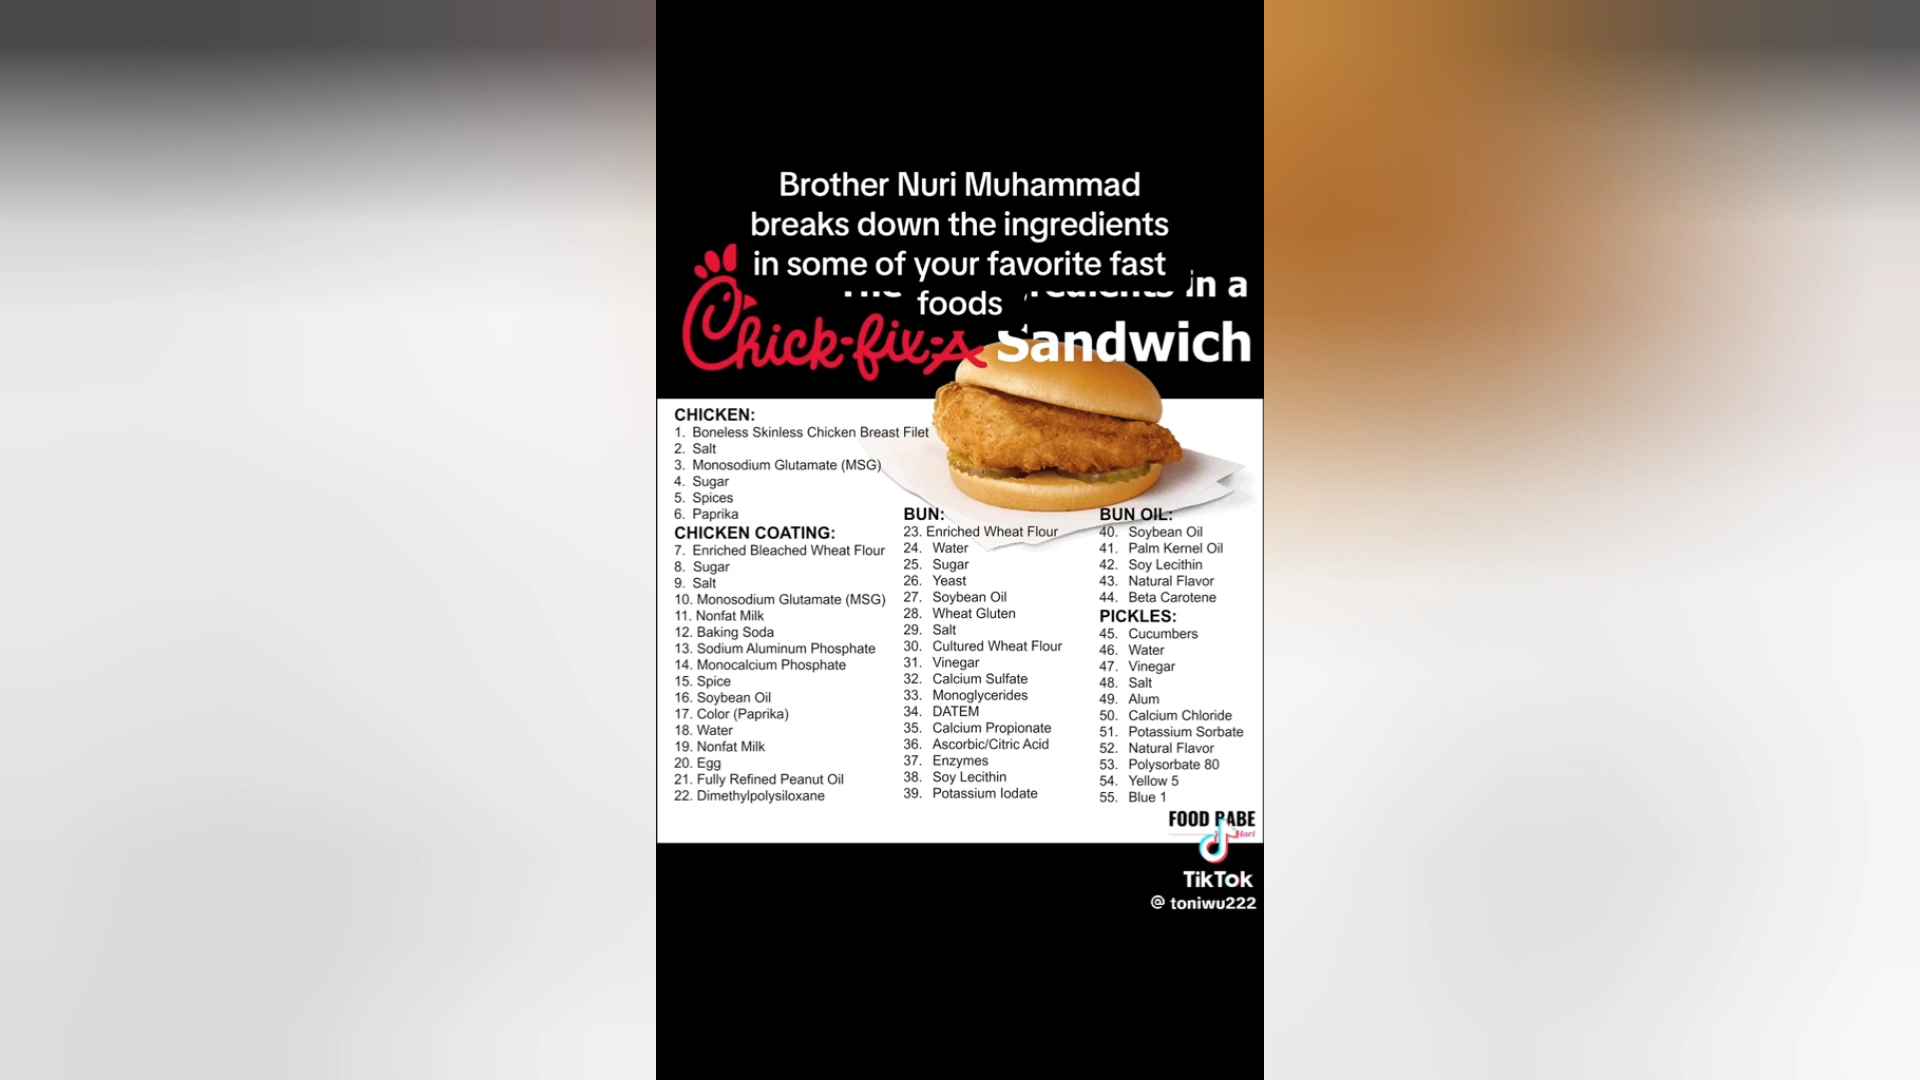 Brother Nuri Muhammad
breaks down the ingredients
in some of your favorite fast
foods
in a
Chick-fix-A Sandwich
CHICKEN:
1. Boneless Skinless Chicken Breast Filet
2. Salt
3. Monosodium Glutamate (MSG)
4. Sugar
5. Spices
6. Paprika
CHICKEN COATING:
7. Enriched Bleached Wheat Flour
8. Sugar
9. Salt
10. Monosodium Glutamate (MSG)
11. Nonfat Milk
12. Baking Soda
13. Sodium Aluminum Phosphate
14. Monocalcium Phosphate
15. Spice
16. Soybean Oil
17. Color (Paprika)
18. Water
19. Nonfat Milk
20. Egg
21. Fully Refined Peanut Oil
22. Dimethylpolysiloxane
BUN:
23. Enriched Wheat Flour
24. Water
25. Sugar
26. Yeast
27. Soybean Oil
28. Wheat Gluten
29. Salt
30. Cultured Wheat Flour
31. Vinegar
32. Calcium Sulfate
33. Monoglycerides
34. DATEM
35. Calcium Propionate
36. Ascorbic/Citric Acid
37. Enzymes
38. Soy Lecithin
39. Potassium Iodate
BUN OIL:
40. Soybean Oil
41. Palm Kernel Oil
42. Soy Lecithin
43. Natural Flavor
44. Beta Carotene
PICKLES:
45. Cucumbers
46. Water
47. Vinegar
48. Salt
49. Alum
50. Calcium Chloride
51. Potassium Sorbate
52. Natural Flavor
53. Polysorbate 80
54. Yellow 5
55. Blue 1
FOOD BABE
Hari
TikTok
@ toniwu222